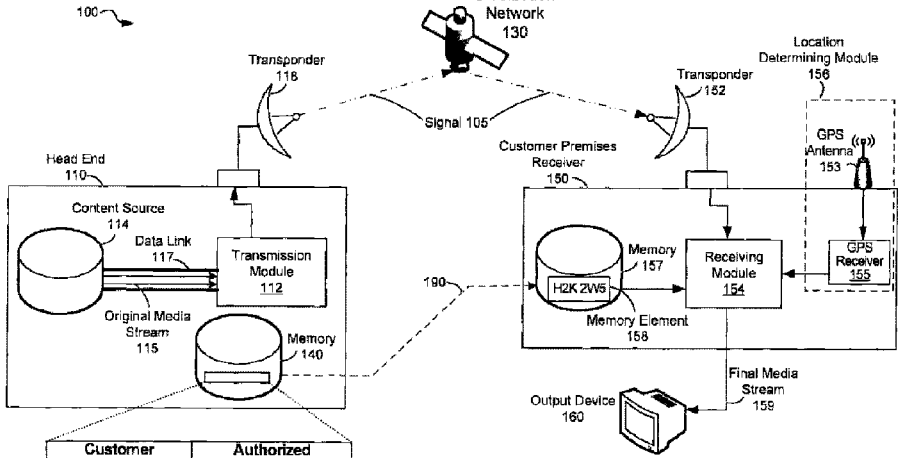 100
Network
130
Transponder
118
Transponder
152
Location
Determining Module
156
Signal 105
GPS
Antenna
153
Head End
110
Customer Premises
Receiver
150
Content Source
114
Data Link
117
Transmission
Module
112
Original Media
Stream
115
Memory
140
190
Memory
157
H2K 2W5
Memory Element
158
Receiving
Module
154
GPS
Receiver
155
Final Media
Stream
159
Output Device
160
Customer
Authorized